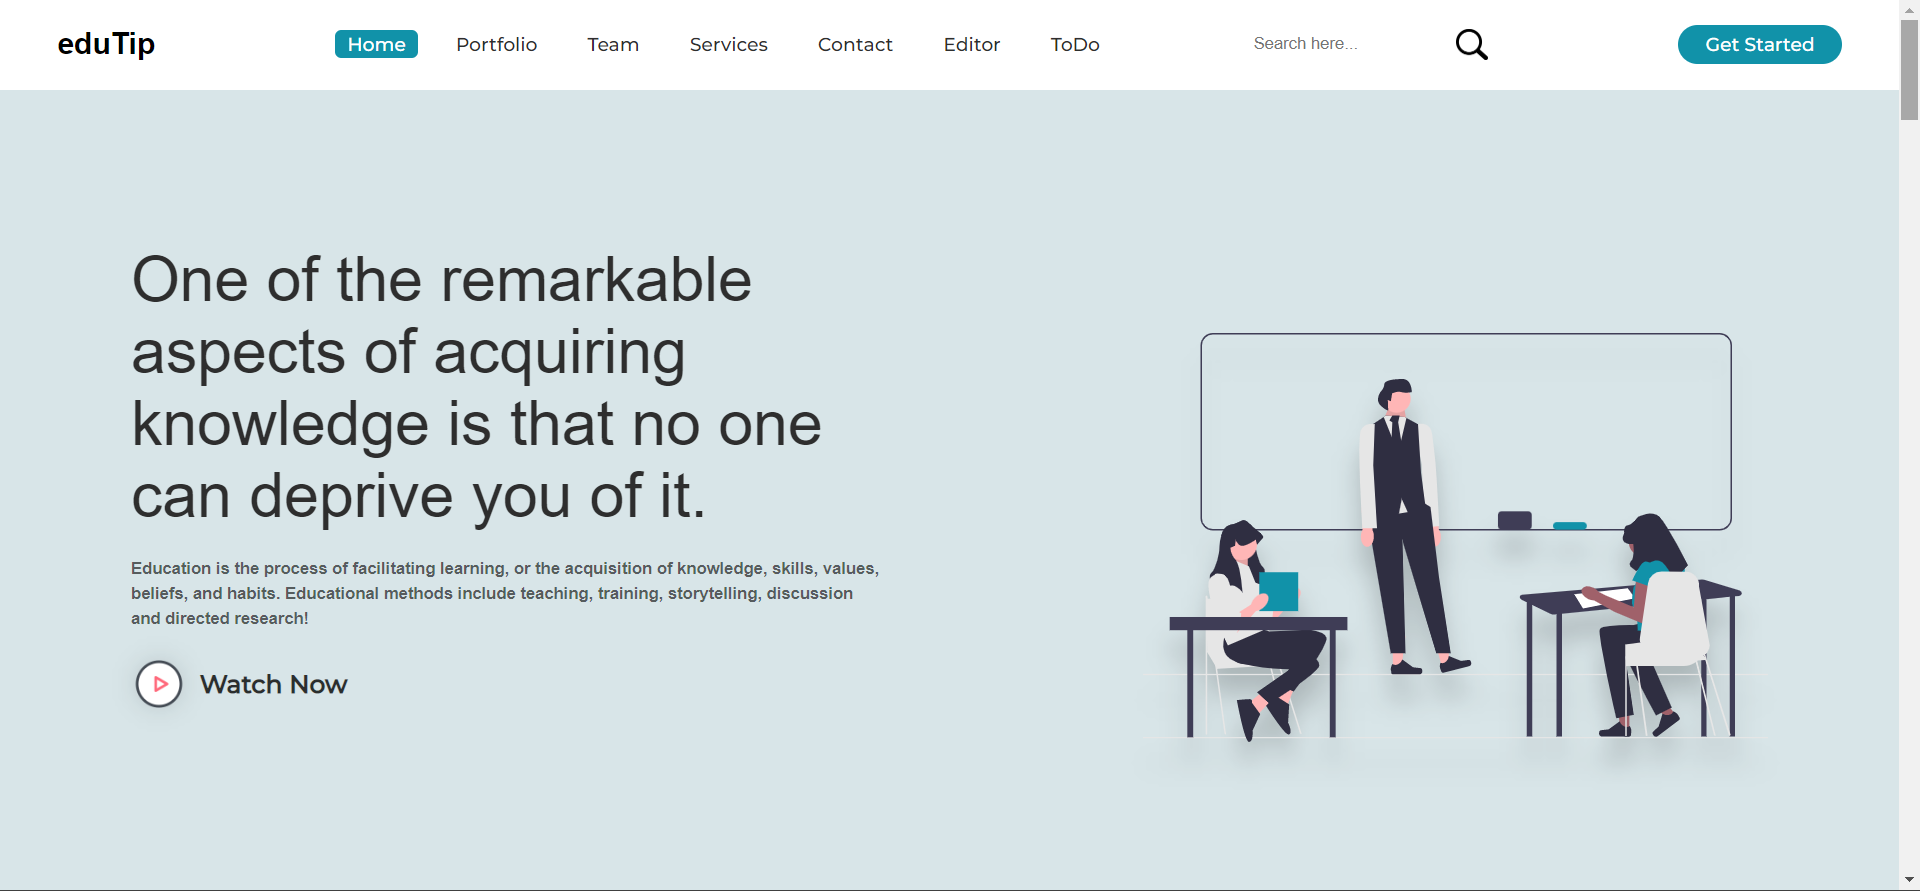 eduTip
Home Portfolio Team Services Contact Editor ToDo Search here... Get Started
One of the remarkable
aspects of acquiring
knowledge is that no one
can deprive you of it.
Education is the process of facilitating learning, or the acquisition of knowledge, skills, values,
beliefs, and habits. Educational methods include teaching, training, storytelling, discussion
and directed research!
Watch Now